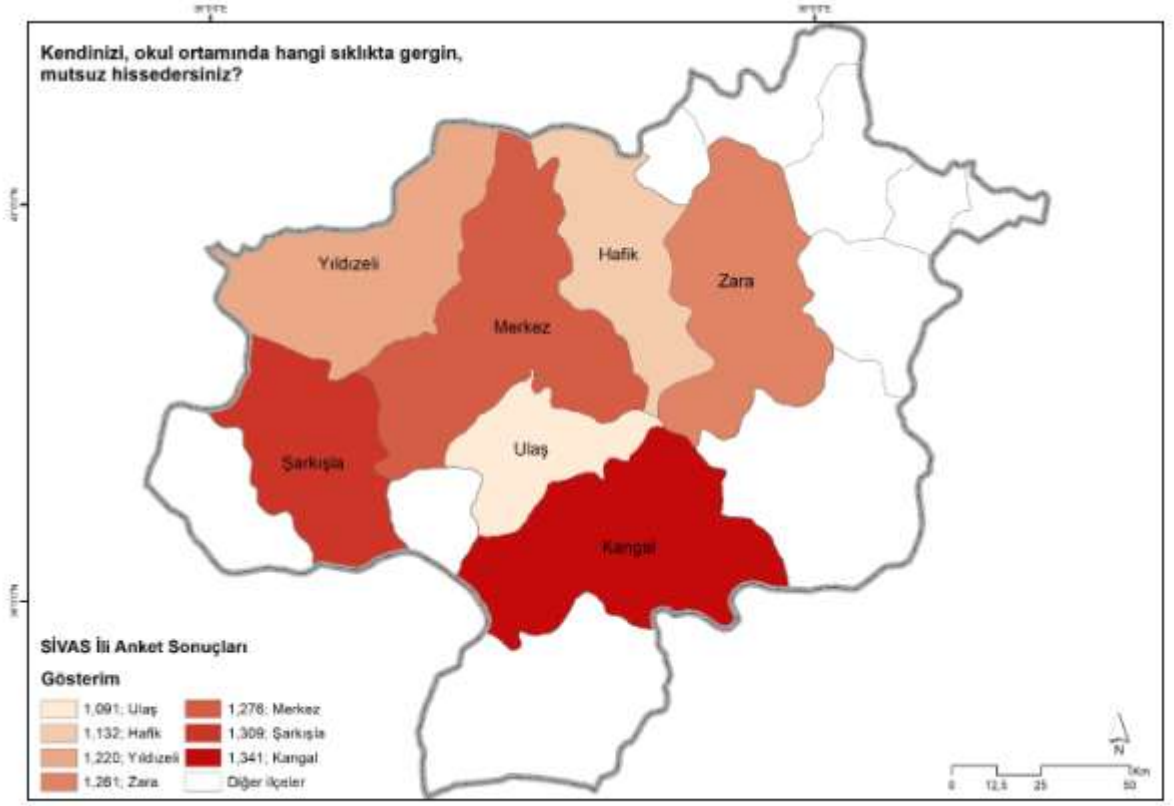 Kendinizi, okul ortamında hangi sıklıkta gergin,
mutsuz hissedersiniz?
Yıldızeli
Hafik
Zara
Merkez
Ulaş
Şarkışla
Kangal
SİVAS İli Anket Sonuçları
Gösterim
1,091; Ulaş
1,132; Hafik
1,220; Yıldızeli
1,261; Zara
1,276; Merkez
1,309; Şarkışla
1,341; Kangal
Diğer ilçeler
N
Km
0 12,5 25 50